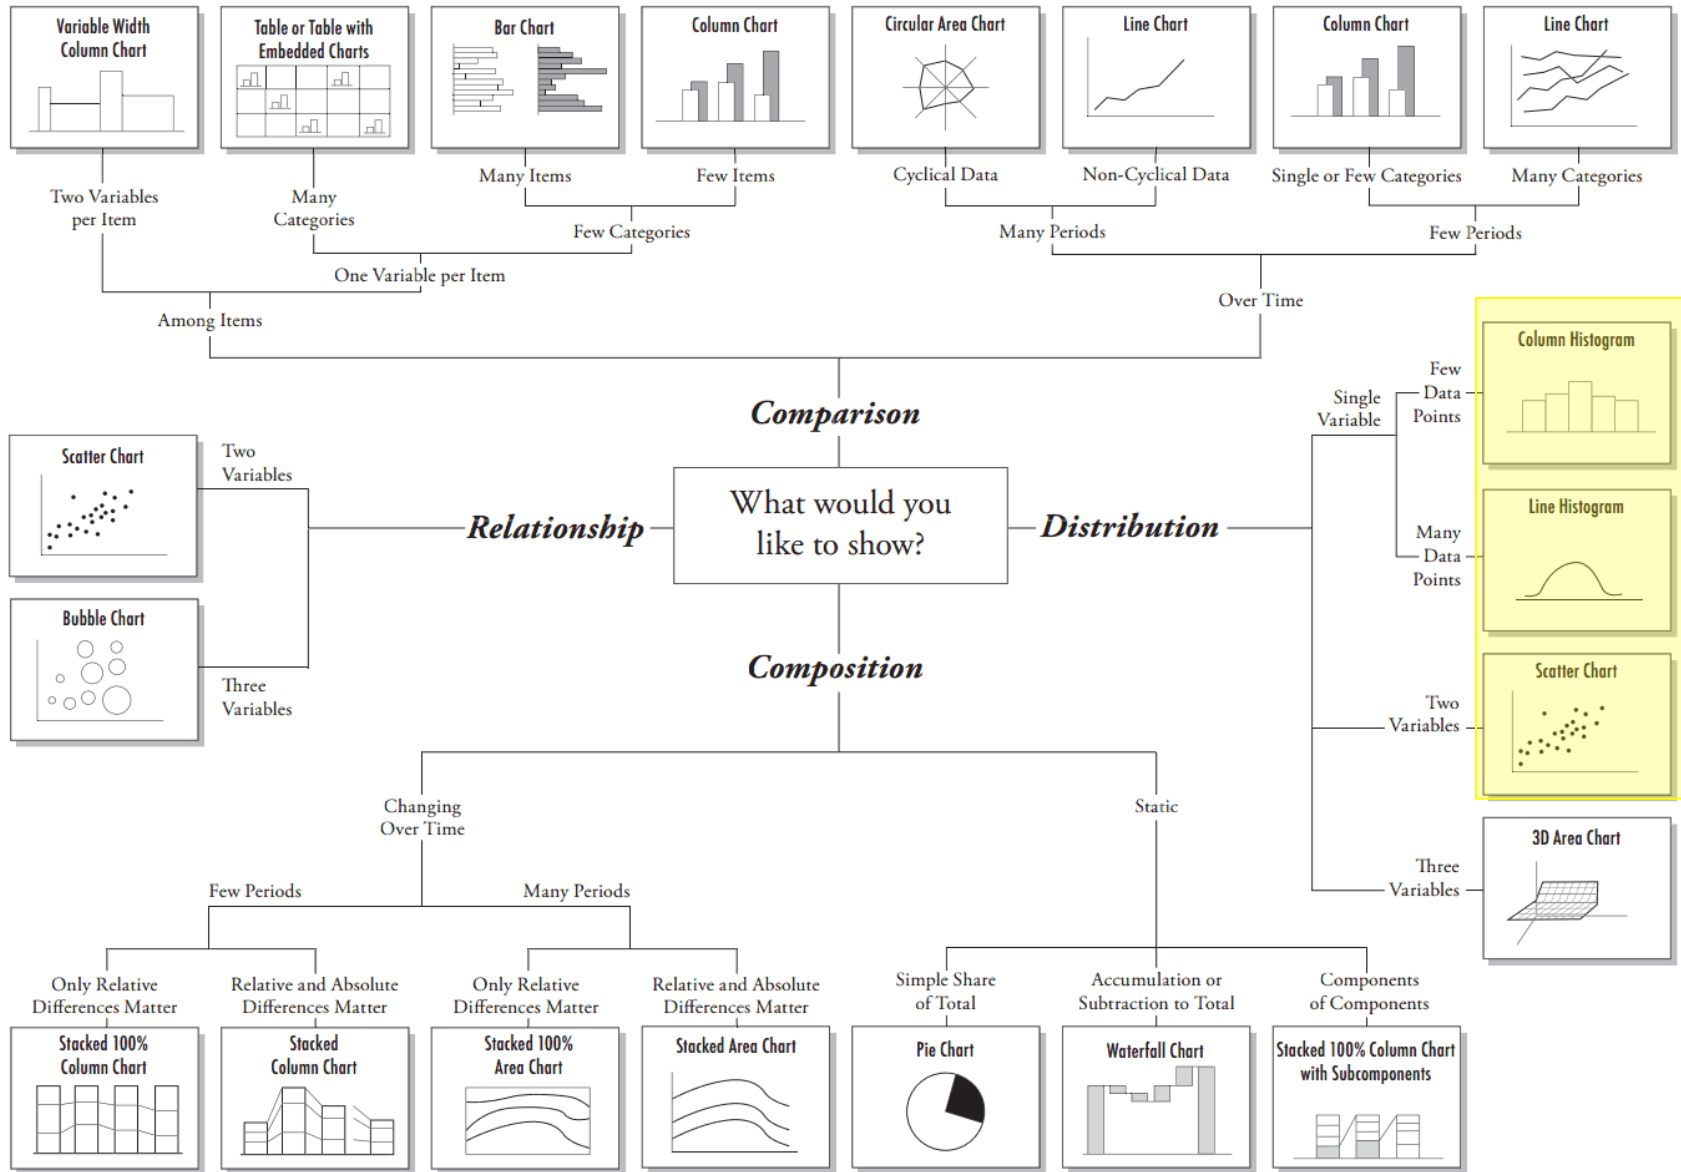 Variable Width
Column Chart
Table or Table with
Embedded Charts
Bar Chart
Column Chart
Circular Area Chart
Line Chart
Column Chart
Line Chart
Two Variables
per Item
Many
Categories
Many Items
Few Items
Cyclical Data
Non-Cyclical Data
Single or Few Categories
Many Categories
Few Categories
Many Periods
Few Periods
One Variable per Item
Over Time
Among Items
Comparison
Single
Variable
Few
Data
Points
Column Histogram
Scatter Chart
Two
Variables
Relationship
What would you
like to show?
Distribution
Many
Data
Points
Line Histogram
Bubble Chart
Three
Variables
Composition
Two
Variables
Scatter Chart
Changing
Over Time
Static
Three
Variables
3D Area Chart
Few Periods
Many Periods
Only Relative
Differences Matter
Relative and Absolute
Differences Matter
Only Relative
Differences Matter
Relative and Absolute
Differences Matter
Simple Share
of Total
Accumulation or
Subtraction to Total
Components
of Components
Stacked 100%
Column Chart
Stacked
Column Chart
Stacked 100%
Area Chart
Stacked Area Chart
Pie Chart
Waterfall Chart
Stacked 100% Column Chart
with Subcomponents